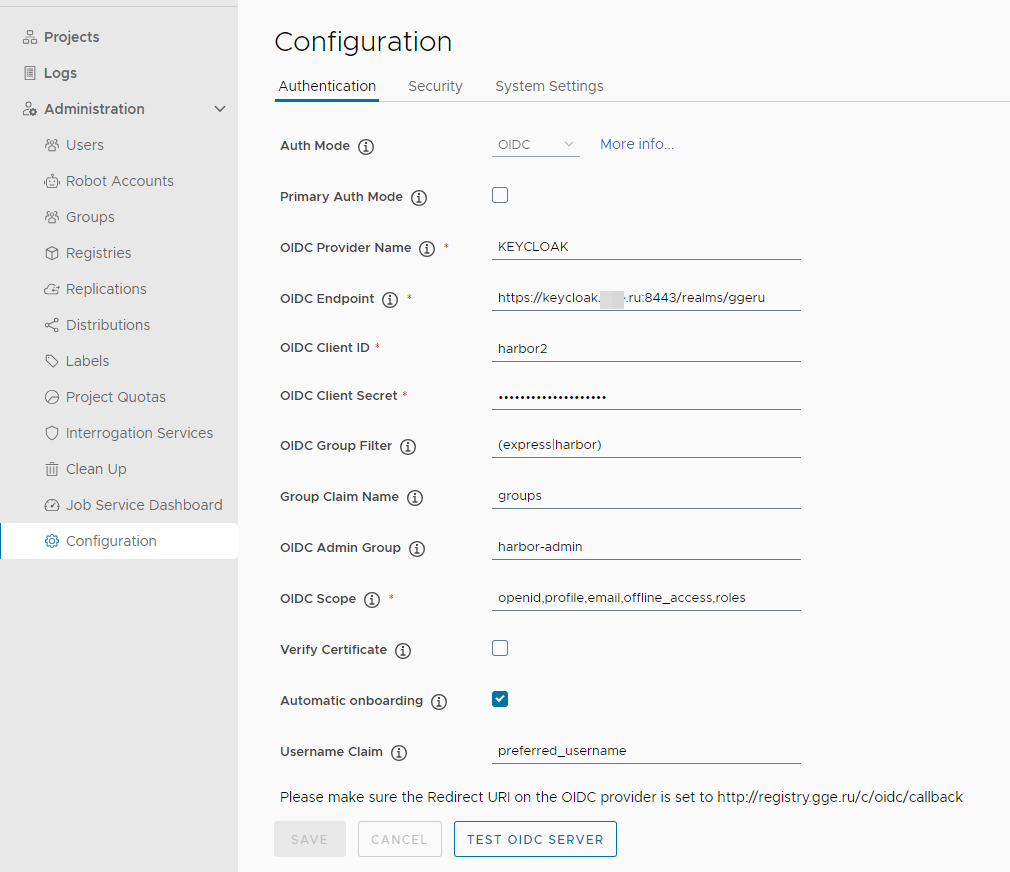 Projects
Logs
Administration
Users
Robot Accounts
Groups
Registries
Replications
Distributions
Labels
Project Quotas
Interrogation Services
Clean Up
Job Service Dashboard
Configuration
Configuration
Authentication Security System Settings
Auth Mode OIDC More info...
Primary Auth Mode
OIDC Provider Name * KEYCLOAK
OIDC Endpoint * https://keycloak. .ru:8443/realms/ggeru
OIDC Client ID * harbor2
OIDC Client Secret * ••••••••••••••••••••
OIDC Group Filter (express|harbor)
Group Claim Name groups
OIDC Admin Group harbor-admin
OIDC Scope * openid,profile,email,offline_access,roles
Verify Certificate
Automatic onboarding
Username Claim preferred_username
Please make sure the Redirect URI on the OIDC provider is set to http://registry.gge.ru/c/oidc/callback
SAVE CANCEL TEST OIDC SERVER